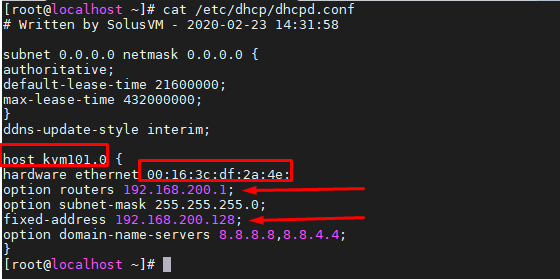 [root@localhost ~]# cat /etc/dhcp/dhcpd.conf
# Written by SolusVM - 2020-02-23 14:31:58
subnet 0.0.0.0 netmask 0.0.0.0 {
authoritative;
default-lease-time 21600000;
max-lease-time 432000000;
}
ddns-update-style interim;
host kvm101.0 {
hardware ethernet 00:16:3c:df:2a:4e;
option routers 192.168.200.1;
option subnet-mask 255.255.255.0;
fixed-address 192.168.200.128;
option domain-name-servers 8.8.8.8,8.8.4.4;
}
[root@localhost ~]#